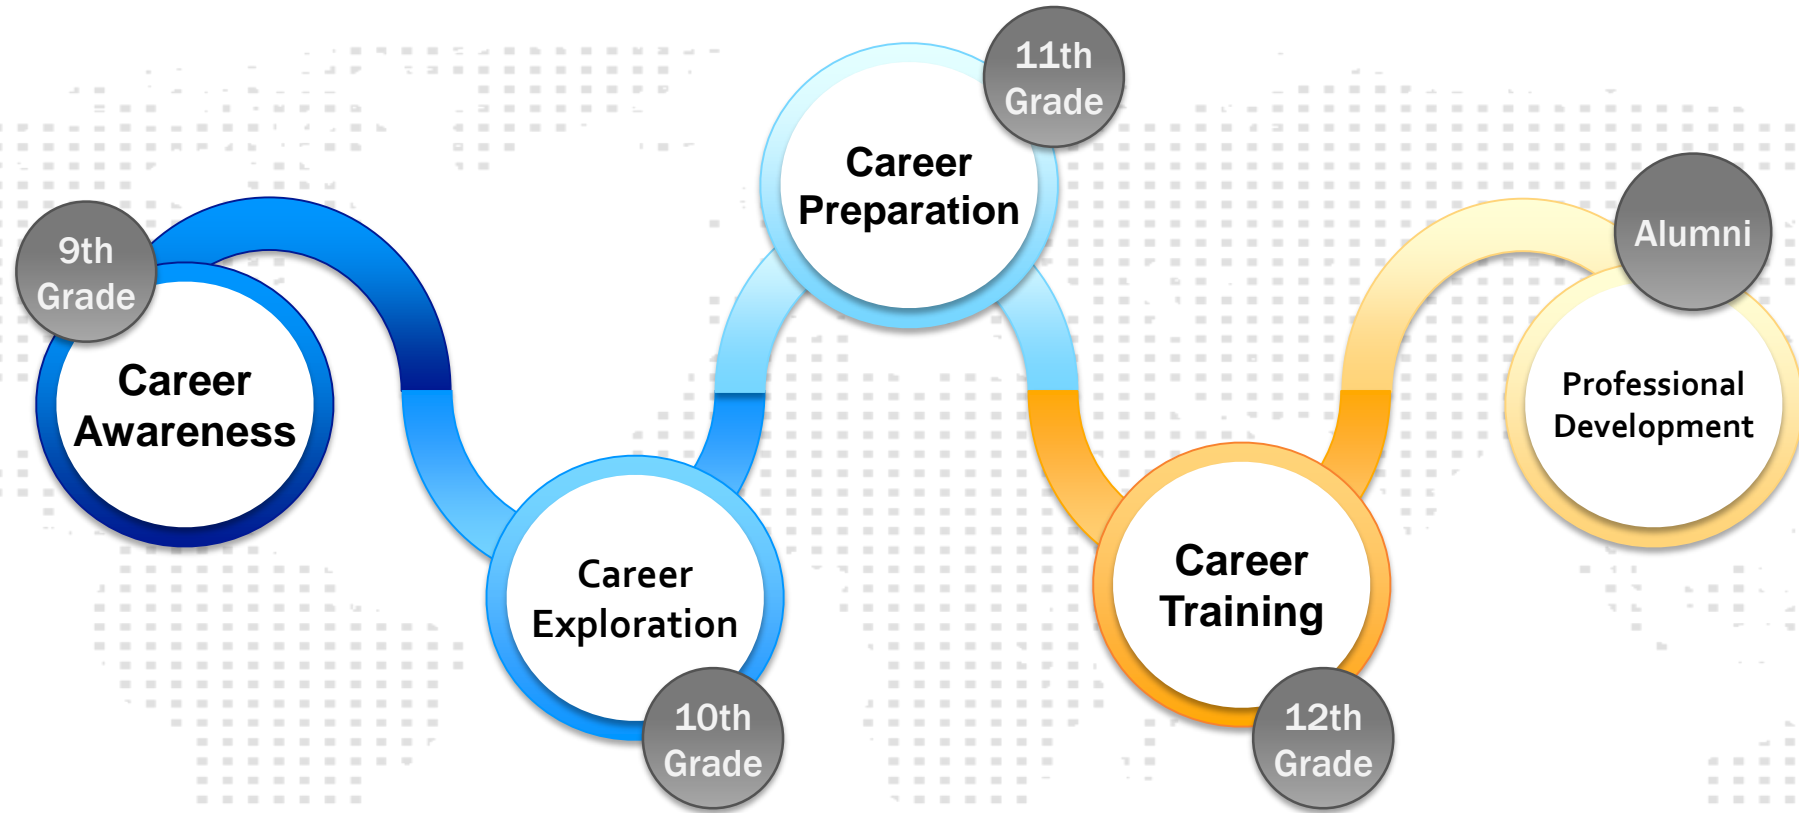 9th
Grade
Career
Awareness
Career
Exploration
10th
Grade
11th
Grade
Career
Preparation
Career
Training
12th
Grade
Alumni
Professional
Development